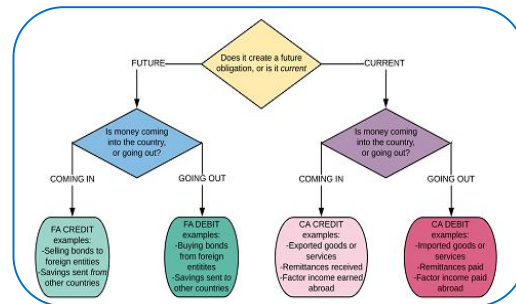 Does it create a future
obligation, or is it current
FUTURE
CURRENT
Is money coming
into the country,
or going out?
Is money coming
into the country,
or going out?
COMING IN
GOING OUT
COMING IN
GOING OUT
FA CREDIT
examples:
-Selling bonds to
foreign entities
-Savings sent from
other countries
FA DEBIT
examples:
-Buying bonds
from foreign
entitites
-Savings sent to
other countries
CA CREDIT
examples:
-Exported goods or
services
-Remittances received
-Factor income earned
abroad
CA DEBIT
examples:
-Imported goods or
services
-Remittances paid
-Factor income paid
abroad